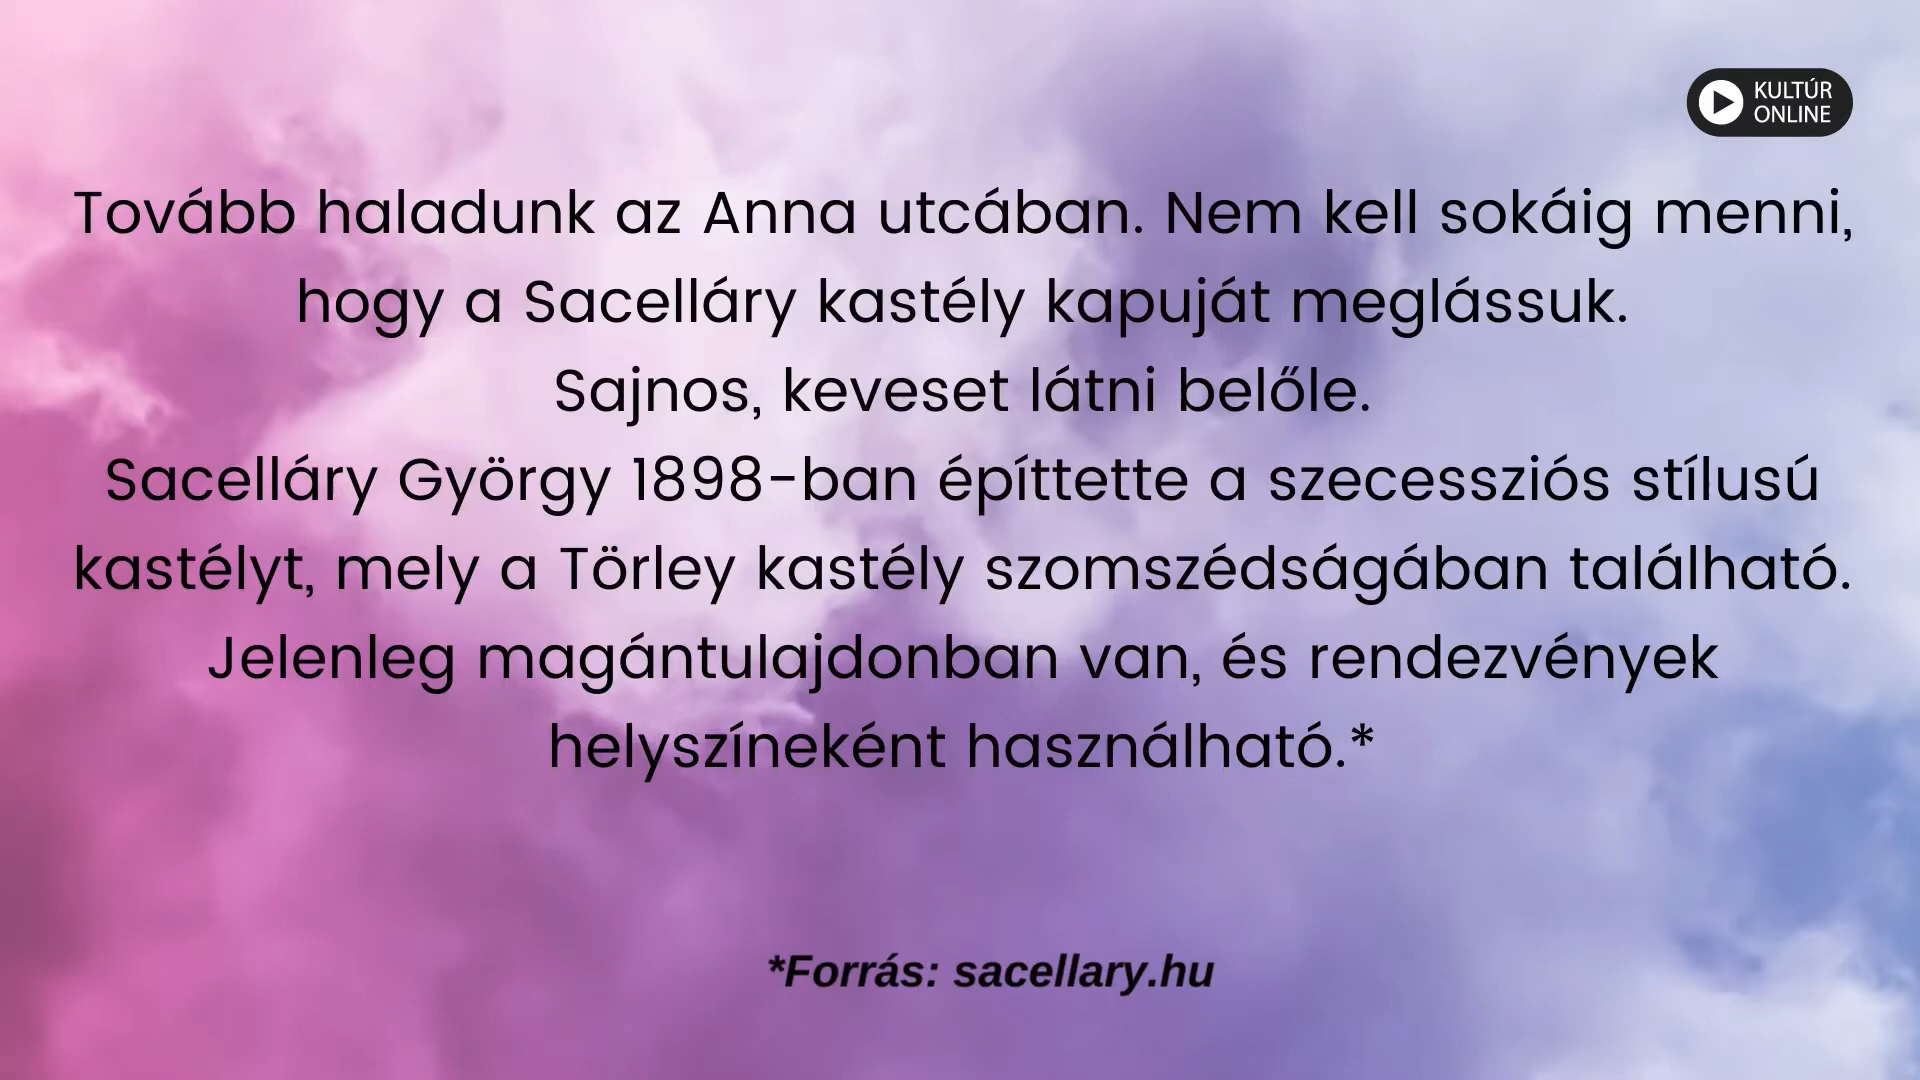 KULTÚR
ONLINE
Tovább haladunk az Anna utcában. Nem kell sokáig menni,
hogy a Sacelláry kastély kapuját meglássuk.
Sajnos, keveset látni belőle.
Sacelláry György 1898-ban építtette a szecessziós stílusú
kastélyt, mely a Törley kastély szomszédságában található.
Jelenleg magántulajdonban van, és rendezvények
helyszíneként használható.*
*Forrás: sacellary.hu